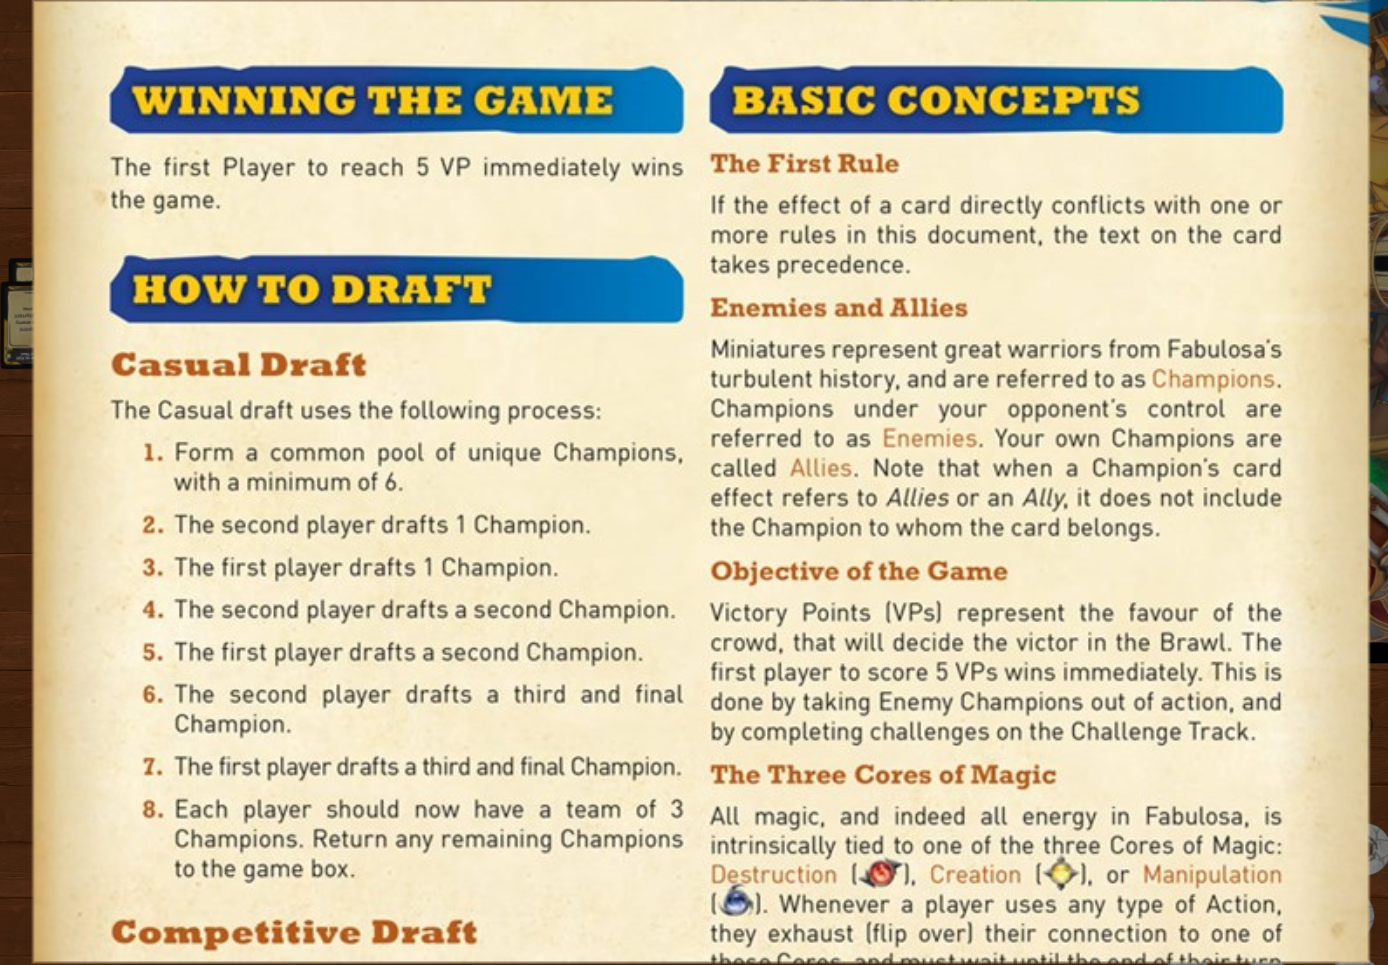 WINNING THE GAME
The first Player to reach 5 VP immediately wins
the game.
HOW TO DRAFT
Casual Draft
The Casual draft uses the following process:
1. Form a common pool of unique Champions,
with a minimum of 6.
2. The second player drafts 1 Champion.
3. The first player drafts 1 Champion.
4. The second player drafts a second Champion.
5. The first player drafts a second Champion.
6. The second player drafts a third and final
Champion.
7. The first player drafts a third and final Champion.
8. Each player should now have a team of 3
Champions. Return any remaining Champions
to the game box.
Competitive Draft
BASIC CONCEPTS
The First Rule
If the effect of a card directly conflicts with one or
more rules in this document, the text on the card
takes precedence.
Enemies and Allies
Miniatures represent great warriors from Fabulosa's
turbulent history, and are referred to as Champions.
Champions under your opponent's control are
referred to as Enemies. Your own Champions are
called Allies. Note that when a Champion's card
effect refers to Allies or an Ally, it does not include
the Champion to whom the card belongs.
Objective of the Game
Victory Points (VPs) represent the favour of the
crowd, that will decide the victor in the Brawl. The
first player to score 5 VPs wins immediately. This is
done by taking Enemy Champions out of action, and
by completing challenges on the Challenge Track.
The Three Cores of Magic
All magic, and indeed all energy in Fabulosa, is
intrinsically tied to one of the three Cores of Magic:
Destruction ( ), Creation ( ), or Manipulation
( ). Whenever a player uses any type of Action,
they exhaust (flip over) their connection to one of
those Cores, and must wait until the end of their turn